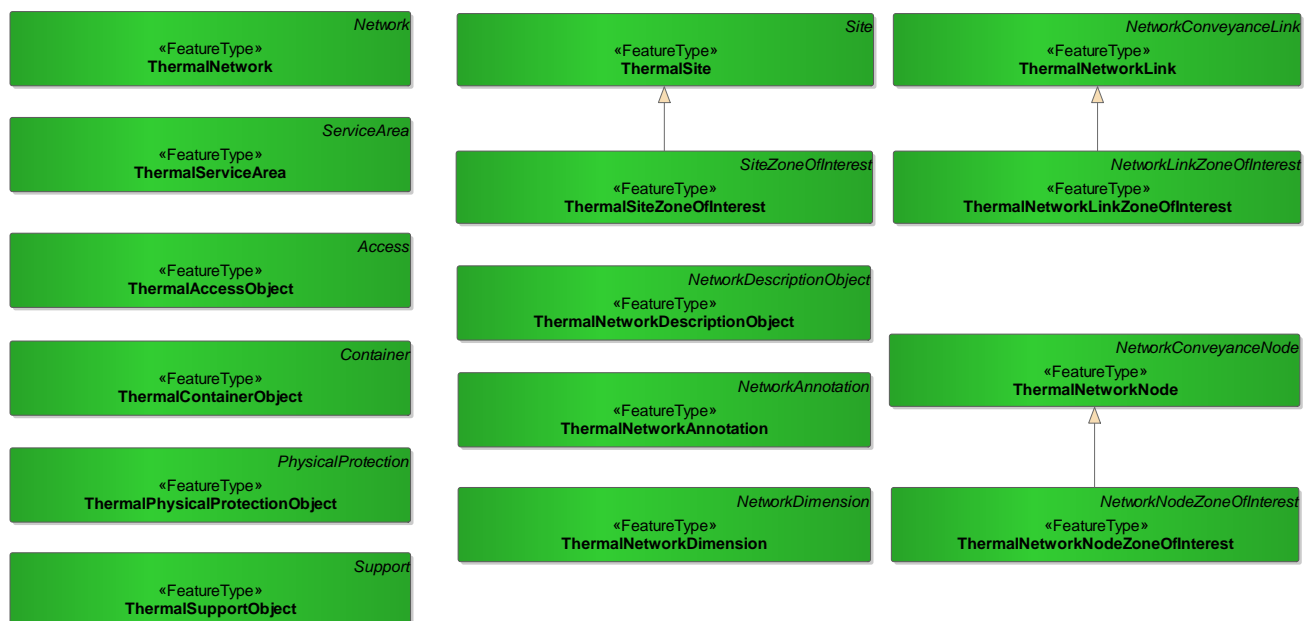 Network
«FeatureType»
ThermalNetwork
ServiceArea
«FeatureType»
ThermalServiceArea
Access
«FeatureType»
ThermalAccessObject
Container
«FeatureType»
ThermalContainerObject
PhysicalProtection
«FeatureType»
ThermalPhysicalProtectionObject
Support
«FeatureType»
ThermalSupportObject
Site
«FeatureType»
ThermalSite
SiteZoneOfInterest
«FeatureType»
ThermalSiteZoneOfInterest
NetworkDescriptionObject
«FeatureType»
ThermalNetworkDescriptionObject
NetworkAnnotation
«FeatureType»
ThermalNetworkAnnotation
NetworkDimension
«FeatureType»
ThermalNetworkDimension
NetworkConveyanceLink
«FeatureType»
ThermalNetworkLink
NetworkLinkZoneOfInterest
«FeatureType»
ThermalNetworkLinkZoneOfInterest
NetworkConveyanceNode
«FeatureType»
ThermalNetworkNode
NetworkNodeZoneOfInterest
«FeatureType»
ThermalNetworkNodeZoneOfInterest